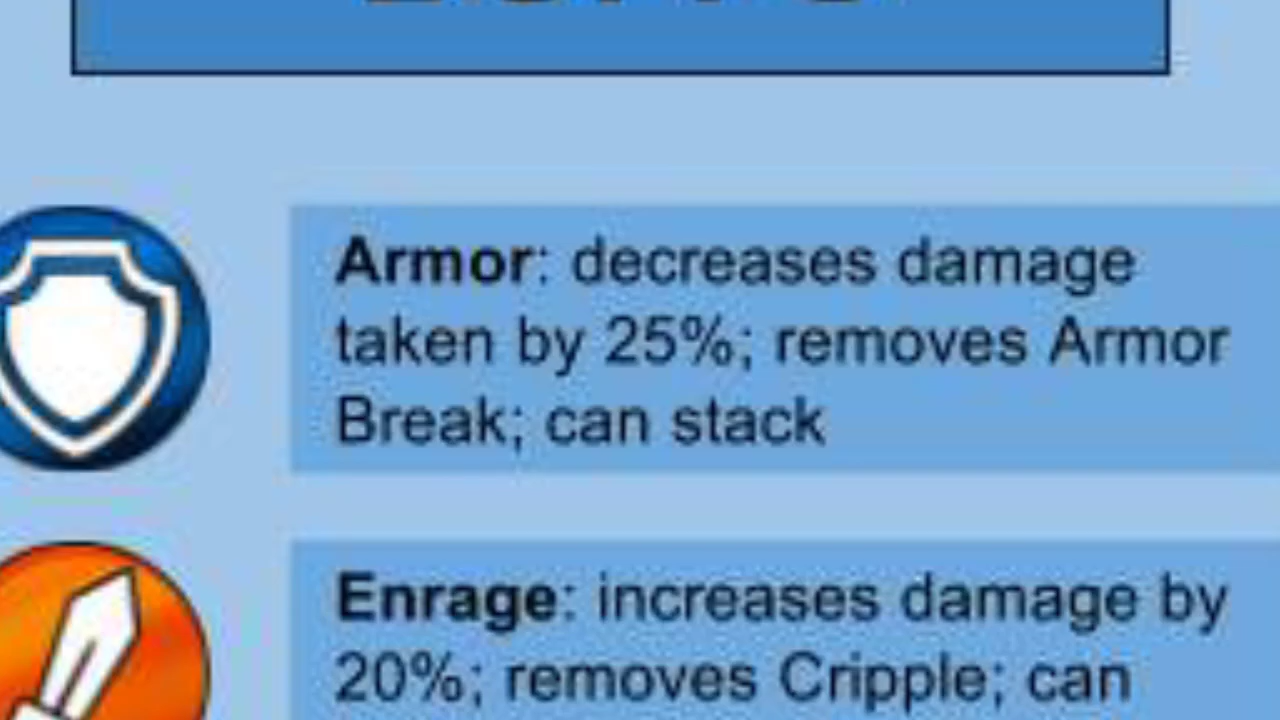 Armor: decreases damage
taken by 25%; removes Armor
Break; can stack
Enrage: increases damage by
20%; removes Cripple; can